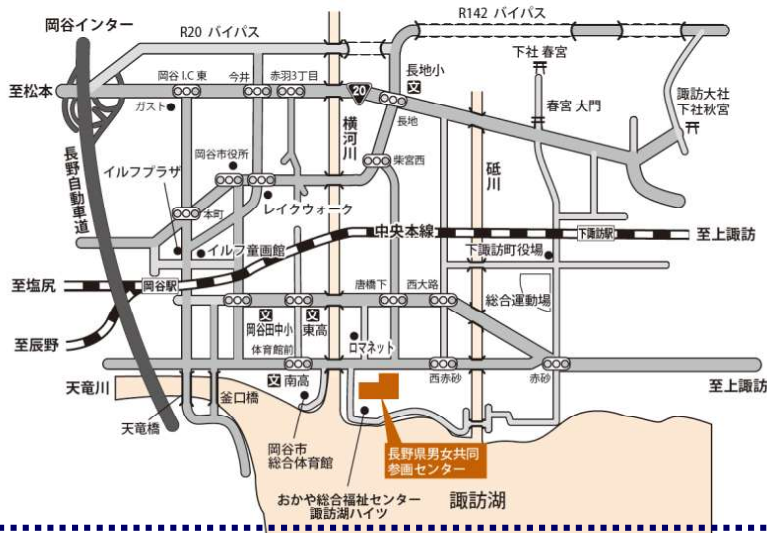 岡谷インター
R20 バイパス
R142 バイパス
下社 春宮
至松本
岡谷 I.C 東
今井
赤羽3丁目
20
長地小
文
ガスト
長地
春宮 大門
諏訪大社
下社秋宮
横河川
長野自動車道
岡谷市役所
柴宮西
砥川
イルフプラザ
本町
レイクウォーク
中央本線
下諏訪駅
至上諏訪
イルフ童画館
下諏訪町役場
至塩尻
岡谷駅
唐橋下
西大路
総合運動場
文
岡谷田中小
文
東高
至辰野
体育館前
ロマネット
天竜川
文 南高
西赤砂
赤砂
至上諏訪
釜口橋
天竜橋
岡谷市
総合体育館
長野県男女共同
参画センター
おかや総合福祉センター
諏訪湖ハイツ
諏訪湖